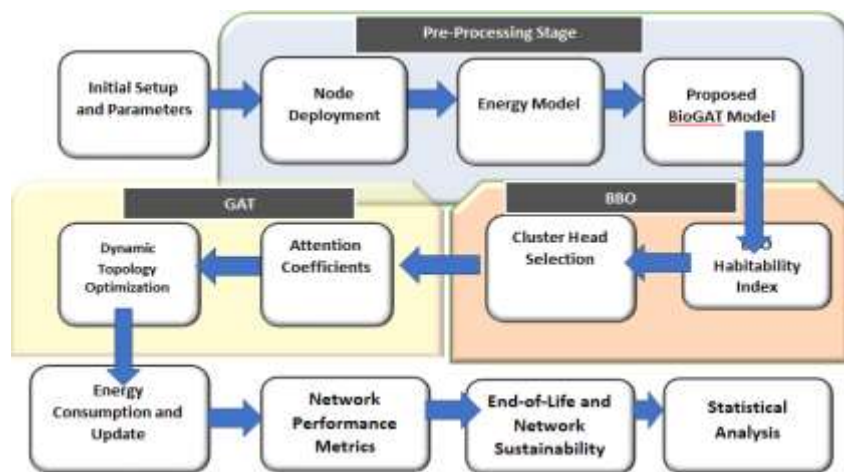 Pre-Processing Stage
Initial Setup
and Parameters
Node
Deployment
Energy Model
Proposed
BioGAT Model
GAT
BBO
Dynamic
Topology
Optimization
Attention
Coefficients
Cluster Head
Selection
Habitability
Index
Energy
Consumption and
Update
Network
Performance
Metrics
End-of-Life and
Network
Sustainability
Statistical
Analysis